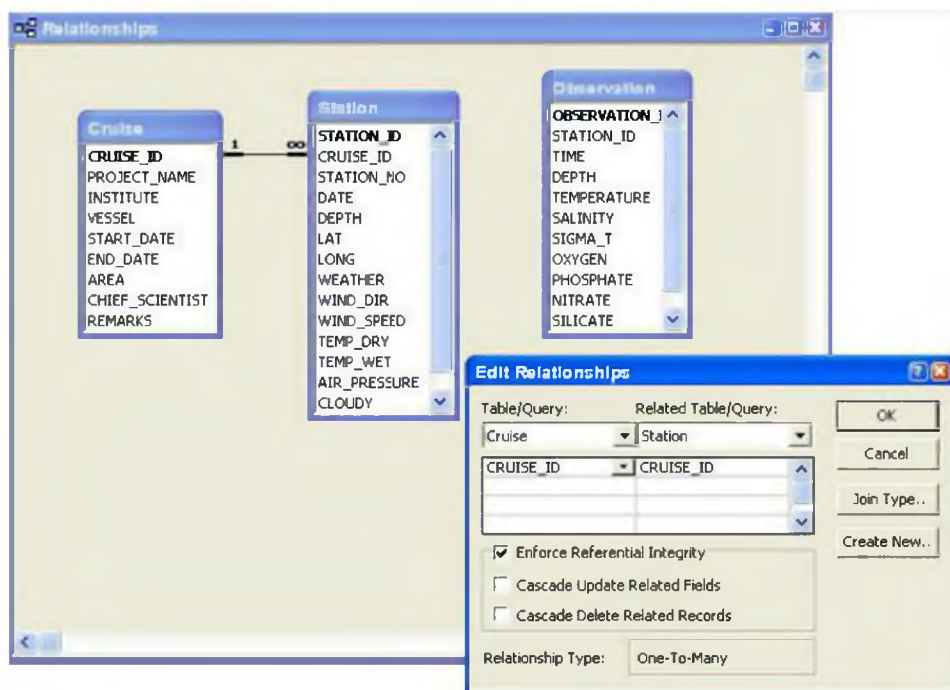 Relationships
Cruise
CRUISE_ID
PROJECT_NAME
INSTITUTE
VESSEL
START_DATE
END_DATE
AREA
CHIEF_SCIENTIST
REMARKS
1
∞
Station
STATION_ID
CRUISE_ID
STATION_NO
DATE
DEPTH
LAT
LONG
WEATHER
WIND_DIR
WIND_SPEED
TEMP_DRY
TEMP_WET
AIR_PRESSURE
CLOUDY
Observation
OBSERVATION_I
STATION_ID
TIME
DEPTH
TEMPERATURE
SALINITY
SIGMA_T
OXYGEN
PHOSPHATE
NITRATE
SILICATE
Edit Relationships
Table/Query: Related Table/Query:
Cruise Station
CRUISE_ID CRUISE_ID
Enforce Referential Integrity
Cascade Update Related Fields
Cascade Delete Related Records
Relationship Type: One-To-Many
OK
Cancel
Join Type..
Create New..